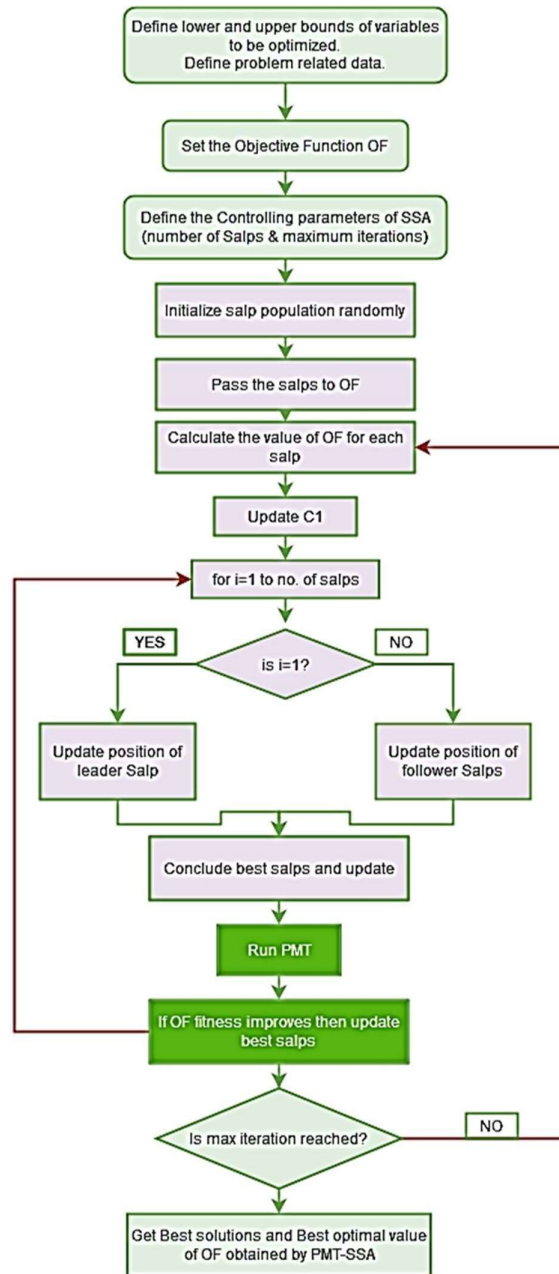 Define lower and upper bounds of variables
to be optimized.
Define problem related data.
Set the Objective Function OF
Define the Controlling parameters of SSA
(number of Salps & maximum iterations)
Initialize salp population randomly
Pass the salps to OF
Calculate the value of OF for each
salp
Update C1
for i=1 to no. of salps
YES
NO
is i=1?
Update position of
leader Salp
Update position of
follower Salps
Conclude best salps and update
Run PMT
If OF fitness improves then update
best salps
Is max iteration reached?
NO
Get Best solutions and Best optimal value
of OF obtained by PMT-SSA